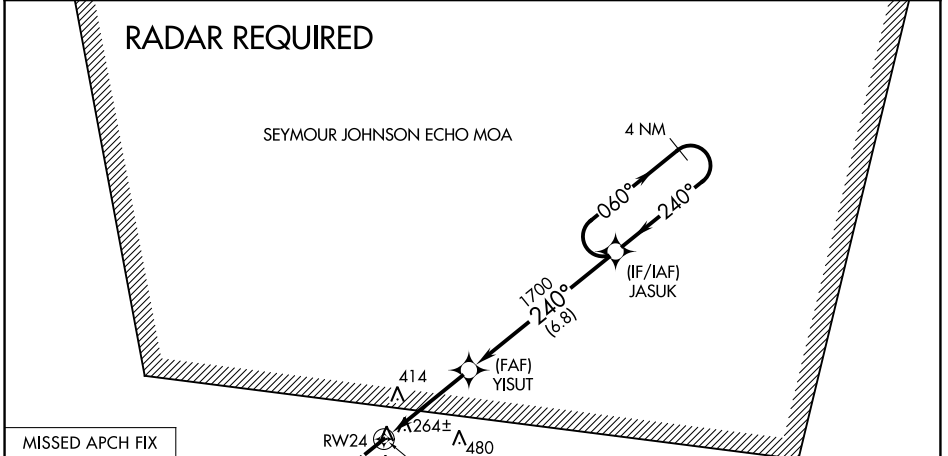 RADAR REQUIRED
SEYMOUR JOHNSON ECHO MOA
4 NM
060°
240°
(IF/IAF)
JASUK
1700
240°
(6.8)
(FAF)
YISUT
414
264±
480
RW24
MISSED APCH FIX